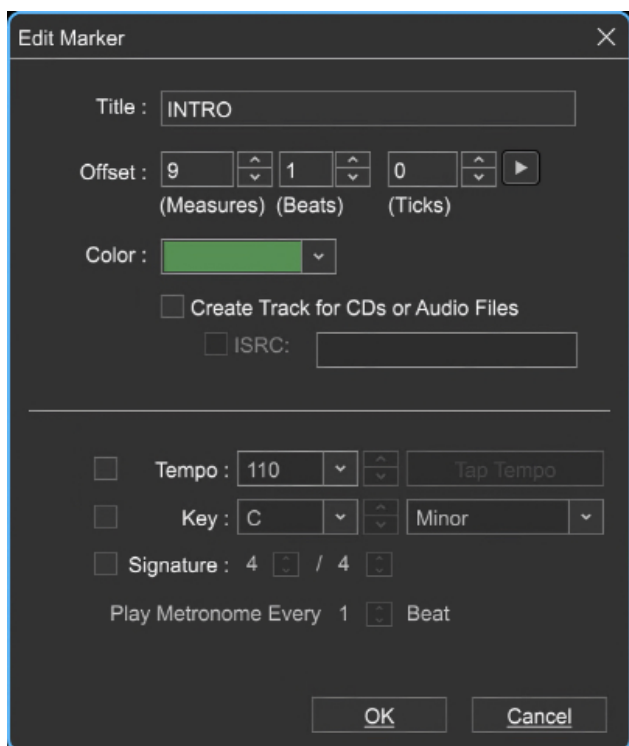 Edit Marker
Title : INTRO
Offset : 9 1 0
(Measures) (Beats) (Ticks)
Color :
Create Track for CDs or Audio Files
ISRC:
Tempo : 110 Tap Tempo
Key : C Minor
Signature : 4 / 4
Play Metronome Every 1 Beat
OK Cancel